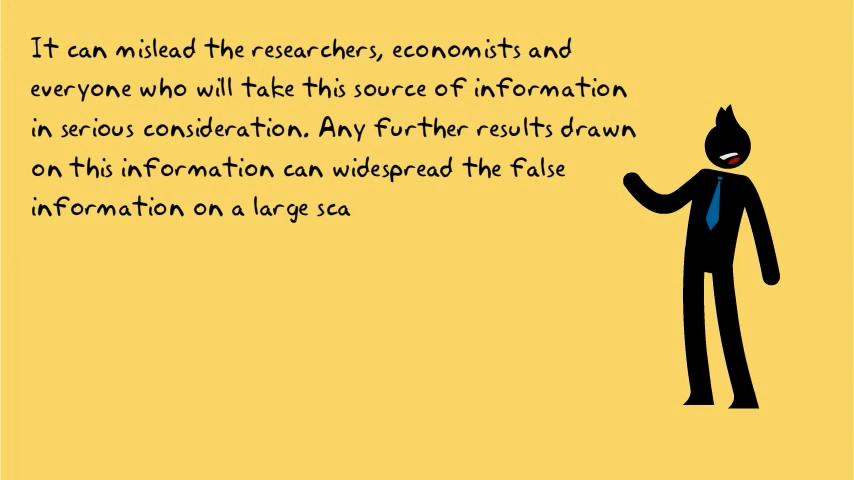 It can mislead the researchers, economists and
everyone who will take this source of information
in serious consideration. Any further results drawn
on this information can widespread the false
information on a large sca